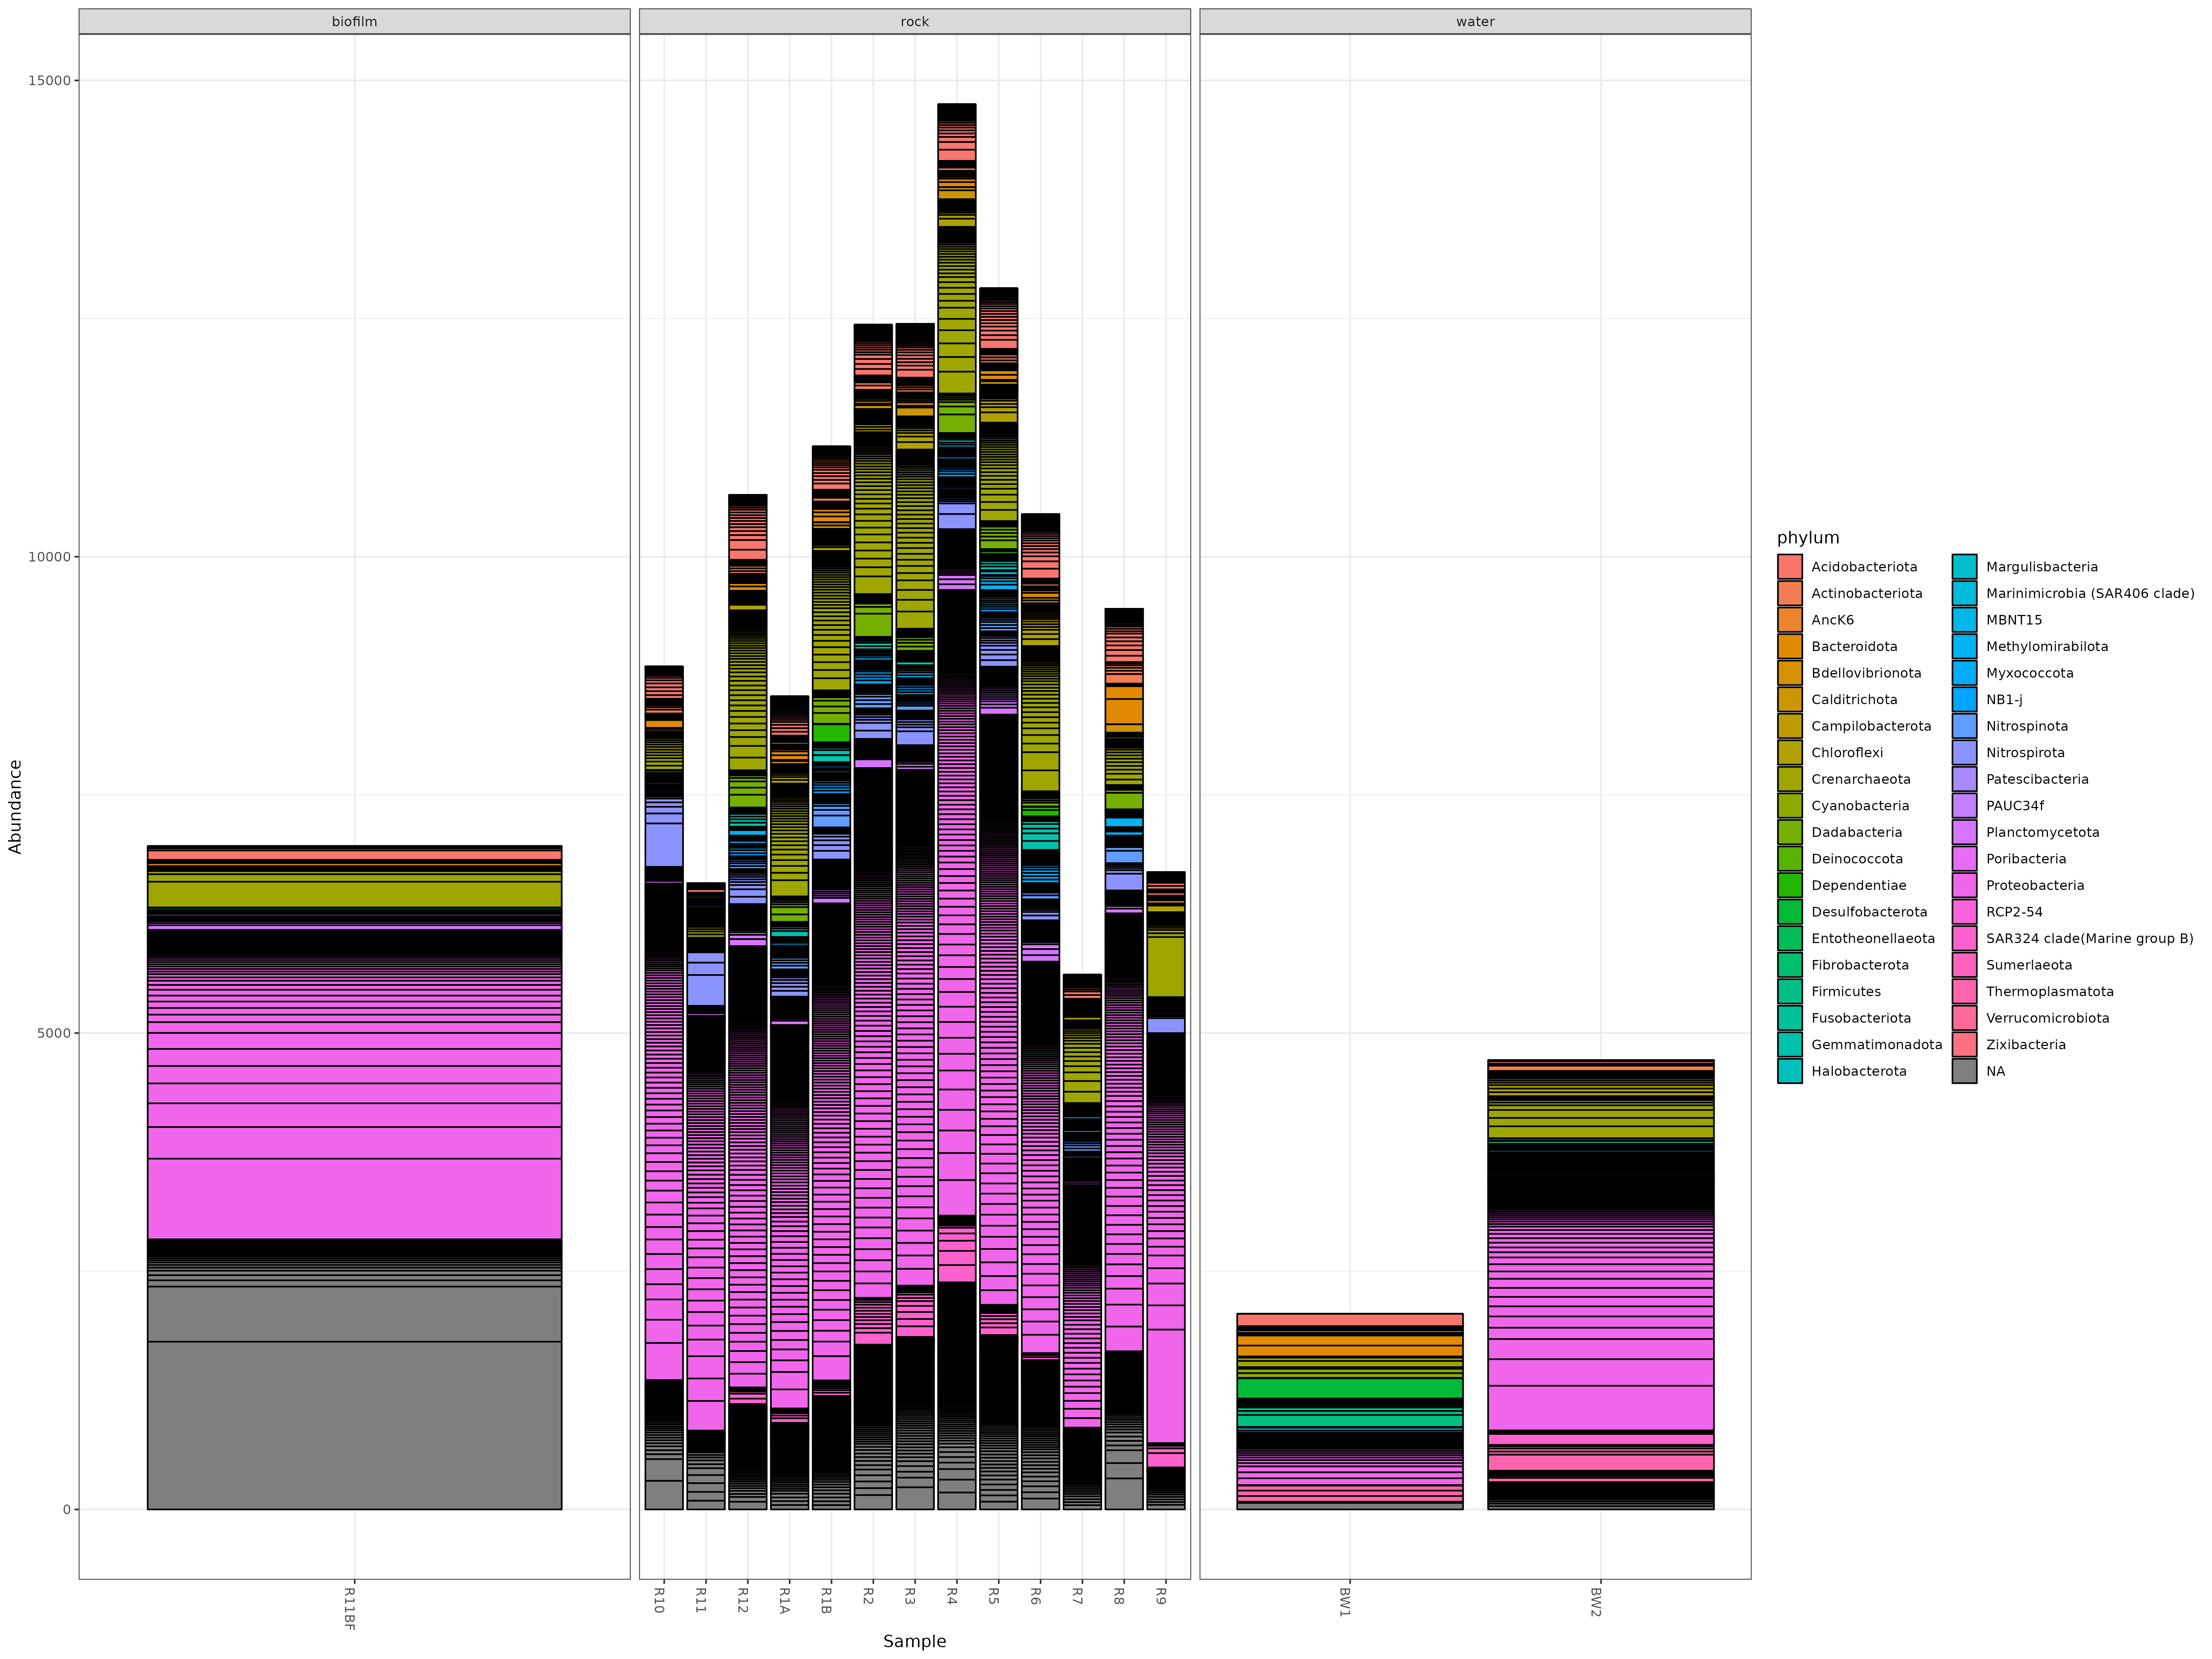 biofilm
rock
water
15000
10000
5000
0
Abundance
R11BF
R10
R11
R12
R1A
R1B
R2
R3
R4
R5
R6
R7
R8
R9
BW1
BW2
Sample
phylum
Acidobacteriota
Actinobacteriota
AncK6
Bacteroidota
Bdellovibrionota
Calditrichota
Campilobacterota
Chloroflexi
Crenarchaeota
Cyanobacteria
Dadabacteria
Deinococcota
Dependentiae
Desulfobacterota
Entotheonellaeota
Fibrobacterota
Firmicutes
Fusobacteriota
Gemmatimonadota
Halobacterota
Margulisbacteria
Marinimicrobia (SAR406 clade)
MBNT15
Methylomirabilota
Myxococcota
NB1-j
Nitrospinota
Nitrospirota
Patescibacteria
PAUC34f
Planctomycetota
Poribacteria
Proteobacteria
RCP2-54
SAR324 clade(Marine group B)
Sumerlaeota
Thermoplasmatota
Verrucomicrobiota
Zixibacteria
NA